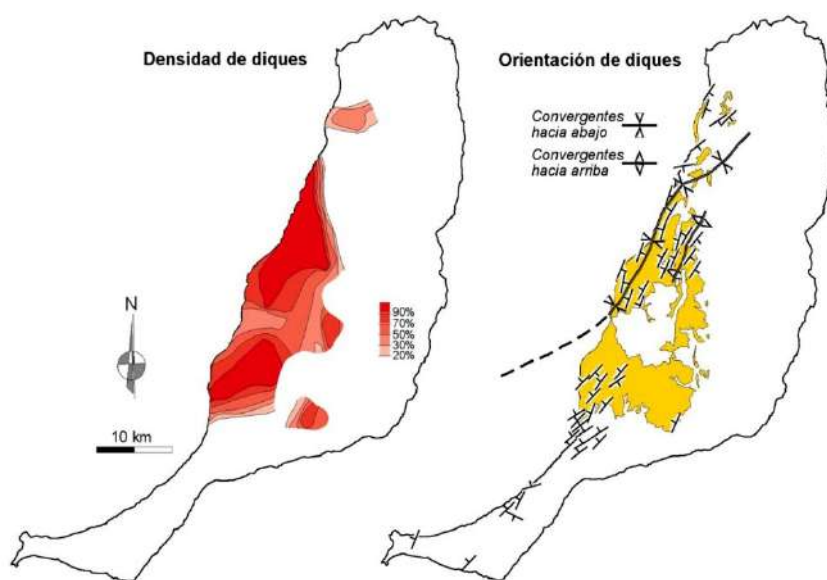 Densidad de diques
N
10 km
90%
70%
50%
30%
20%
Orientación de diques
Convergentes
hacia abajo
Convergentes
hacia arriba